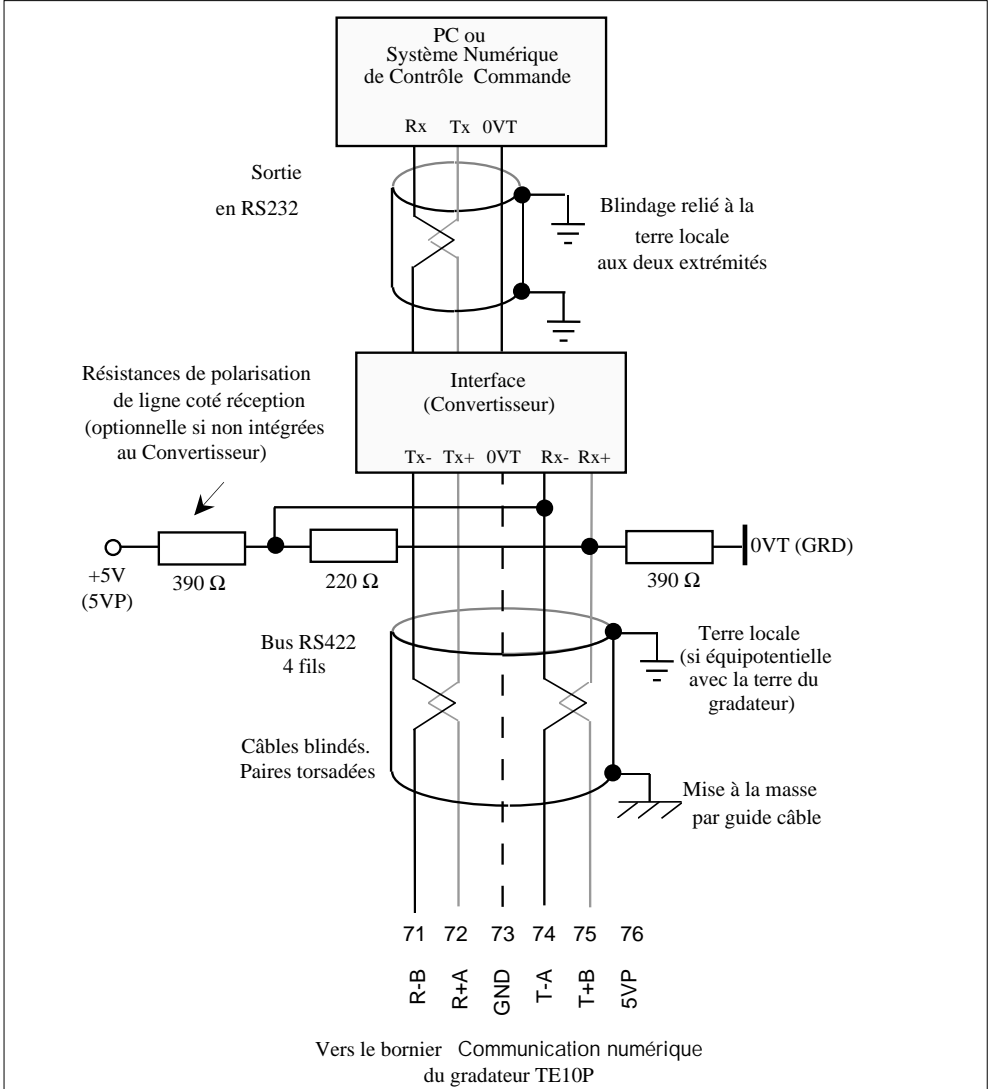 PC ou
Système Numérique
de Contrôle Commande
Rx Tx 0VT
Sortie
en RS232
Blindage relié à la
terre locale
aux deux extrémités
Résistances de polarisation
de ligne coté réception
(optionnelle si non intégrées
au Convertisseur)
Interface
(Convertisseur)
Tx- Tx+ 0VT Rx- Rx+
+5V
(5VP)
390 Ω
220 Ω
390 Ω
0VT (GRD)
Bus RS422
4 fils
Terre locale
(si équipotentielle
avec la terre du
gradateur)
Câbles blindés.
Paires torsadées
Mise à la masse
par guide câble
71 72 73 74 75 76
R-B R+A GND T-A T+B 5VP
Vers le bornier Communication numérique
du gradateur TE10P